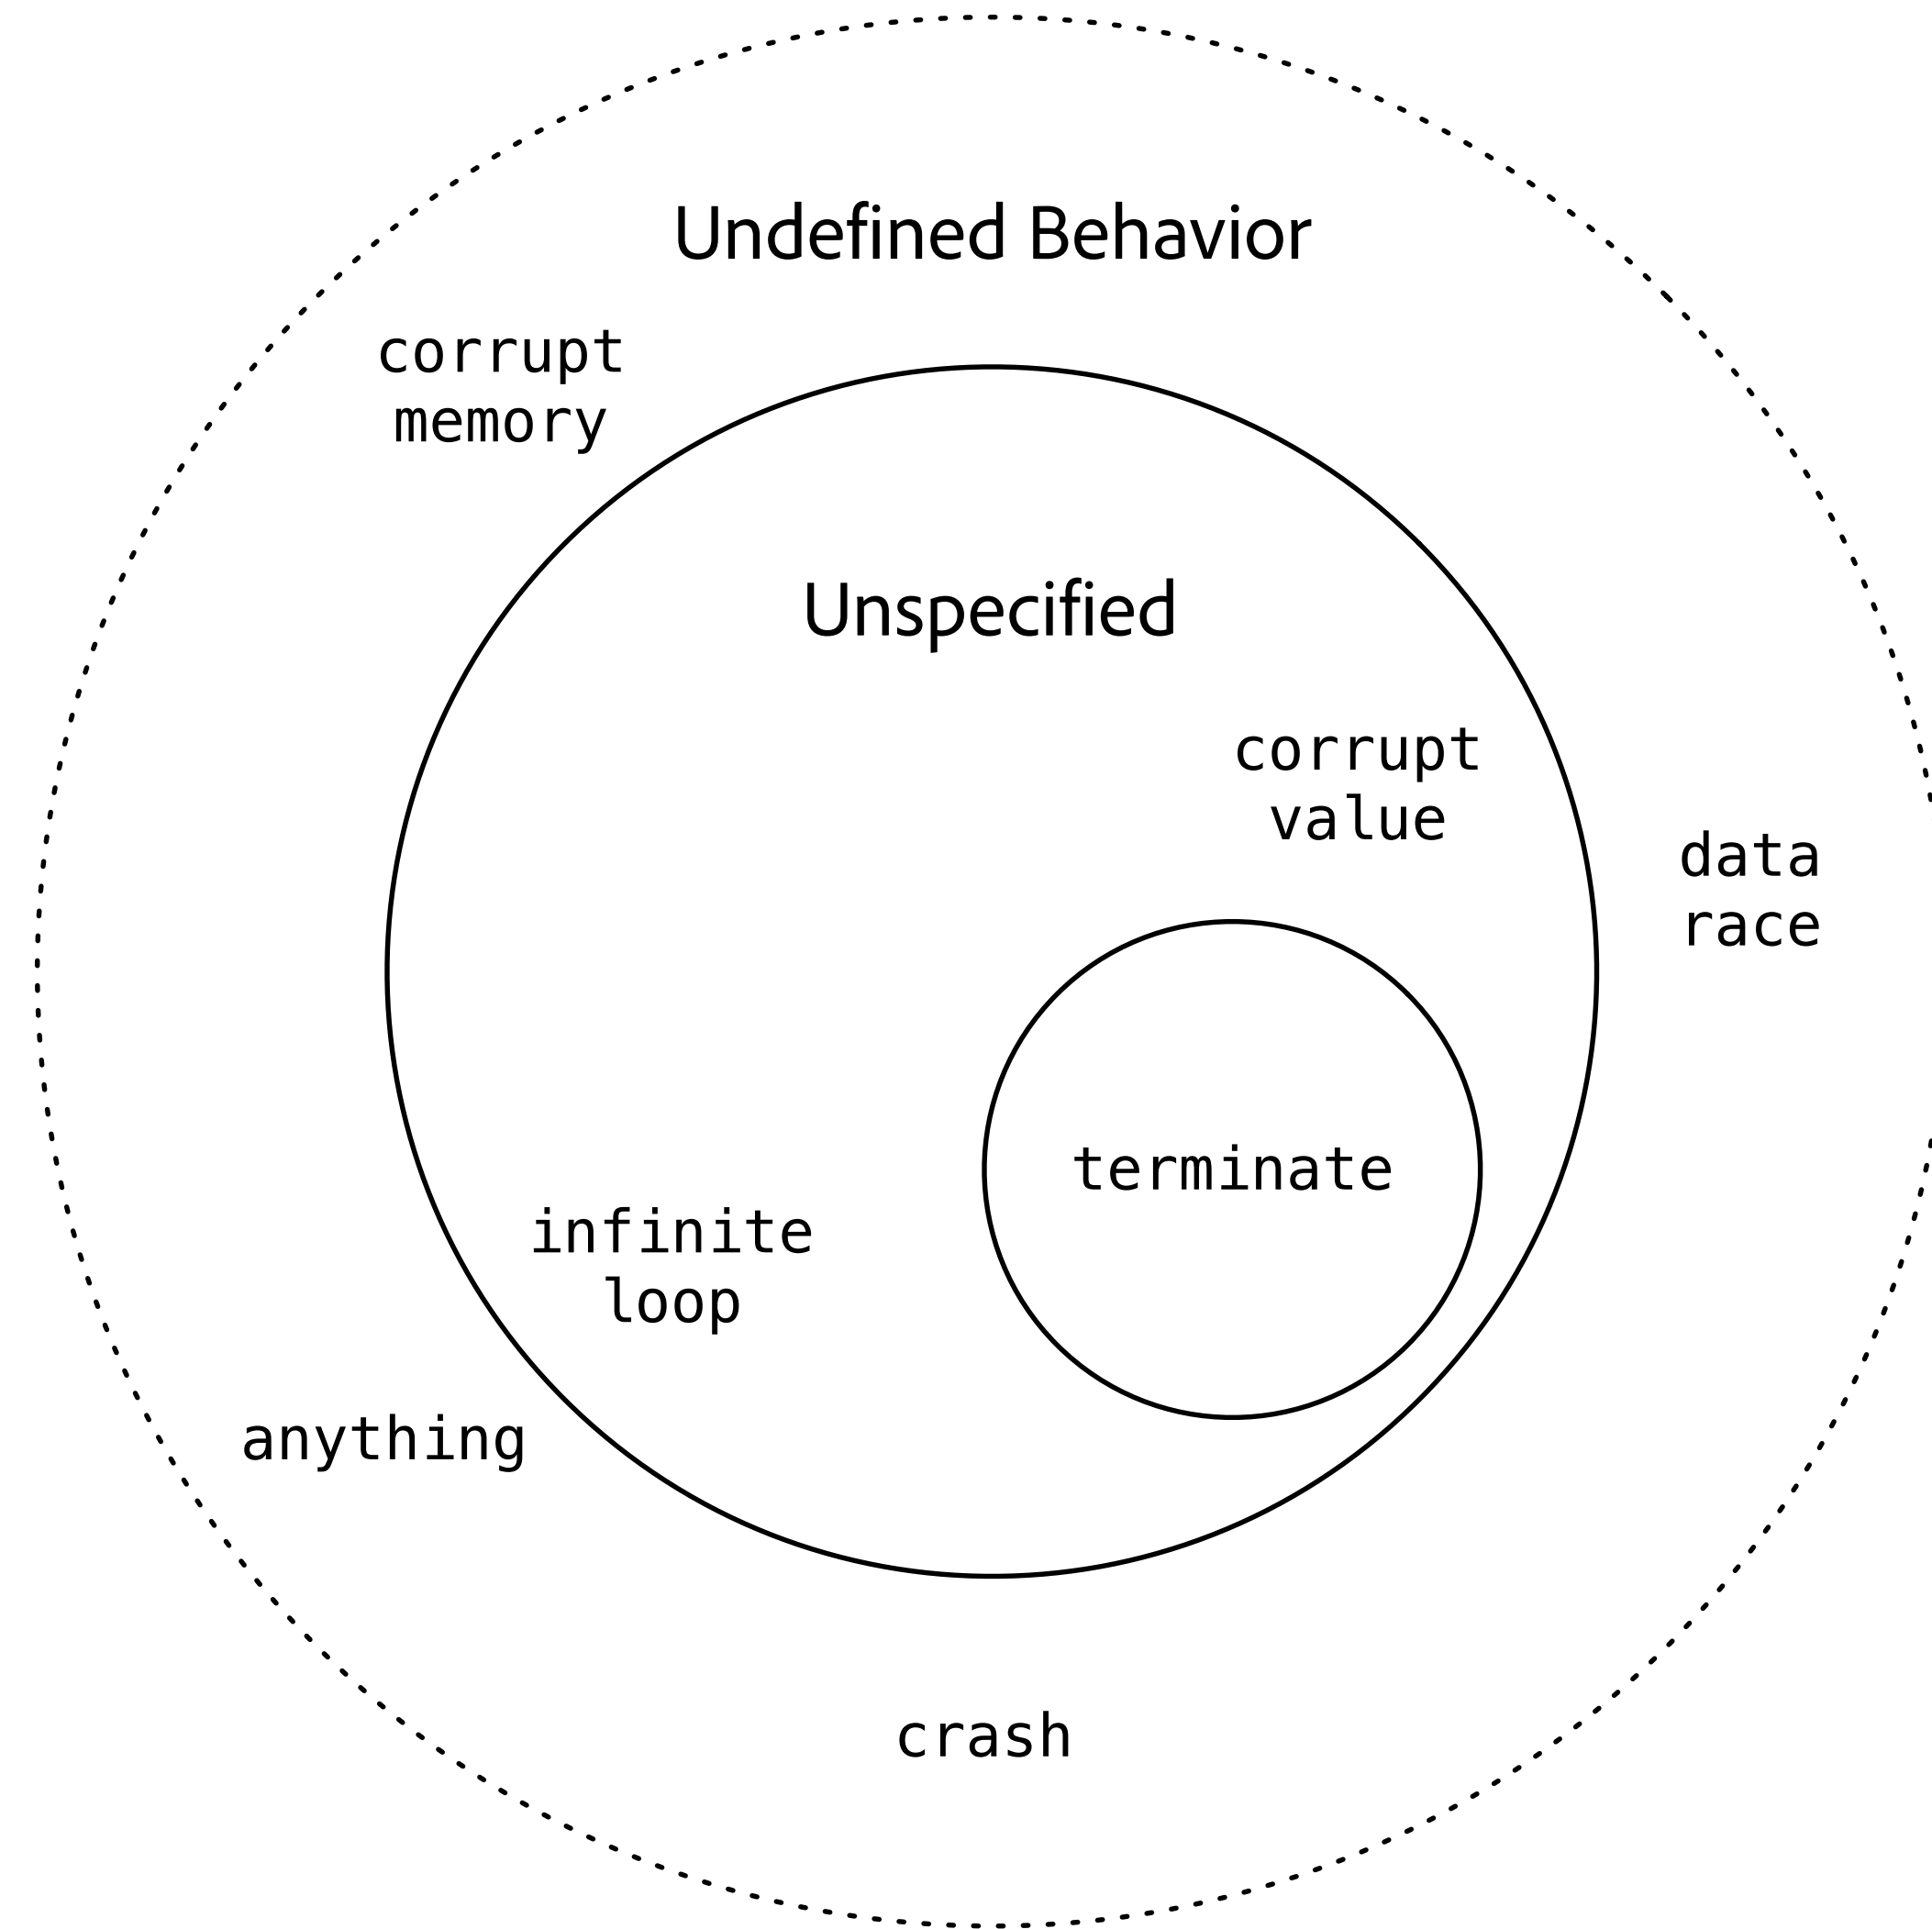 Undefined Behavior
corrupt
memory
Unspecified
corrupt
value
data
race
terminate
infinite
loop
anything
crash